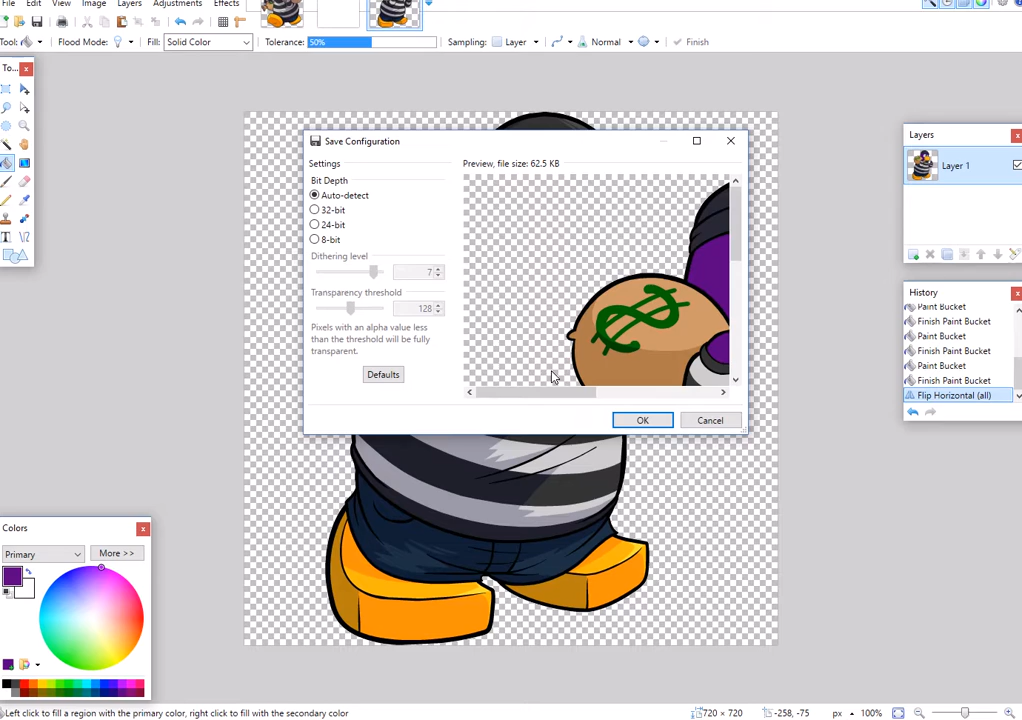 File Edit View Image Layers Adjustments Effects
Tool: Flood Mode: Fill: Solid Color Tolerance: 50% Sampling: Layer Normal Finish
To... x
Save Configuration
Settings
Bit Depth
Auto-detect
32-bit
24-bit
8-bit
Dithering level
7
Transparency threshold
128
Pixels with an alpha value less
than the threshold will be fully
transparent.
Defaults
Preview, file size: 62.5 KB
$
OK Cancel
Layers x
Layer 1
History x
Paint Bucket
Finish Paint Bucket
Paint Bucket
Finish Paint Bucket
Paint Bucket
Finish Paint Bucket
Flip Horizontal (all)
Colors x
Primary More >>
Left click to fill a region with the primary color, right click to fill with the secondary color 720 × 720 -258, -75 px 100%